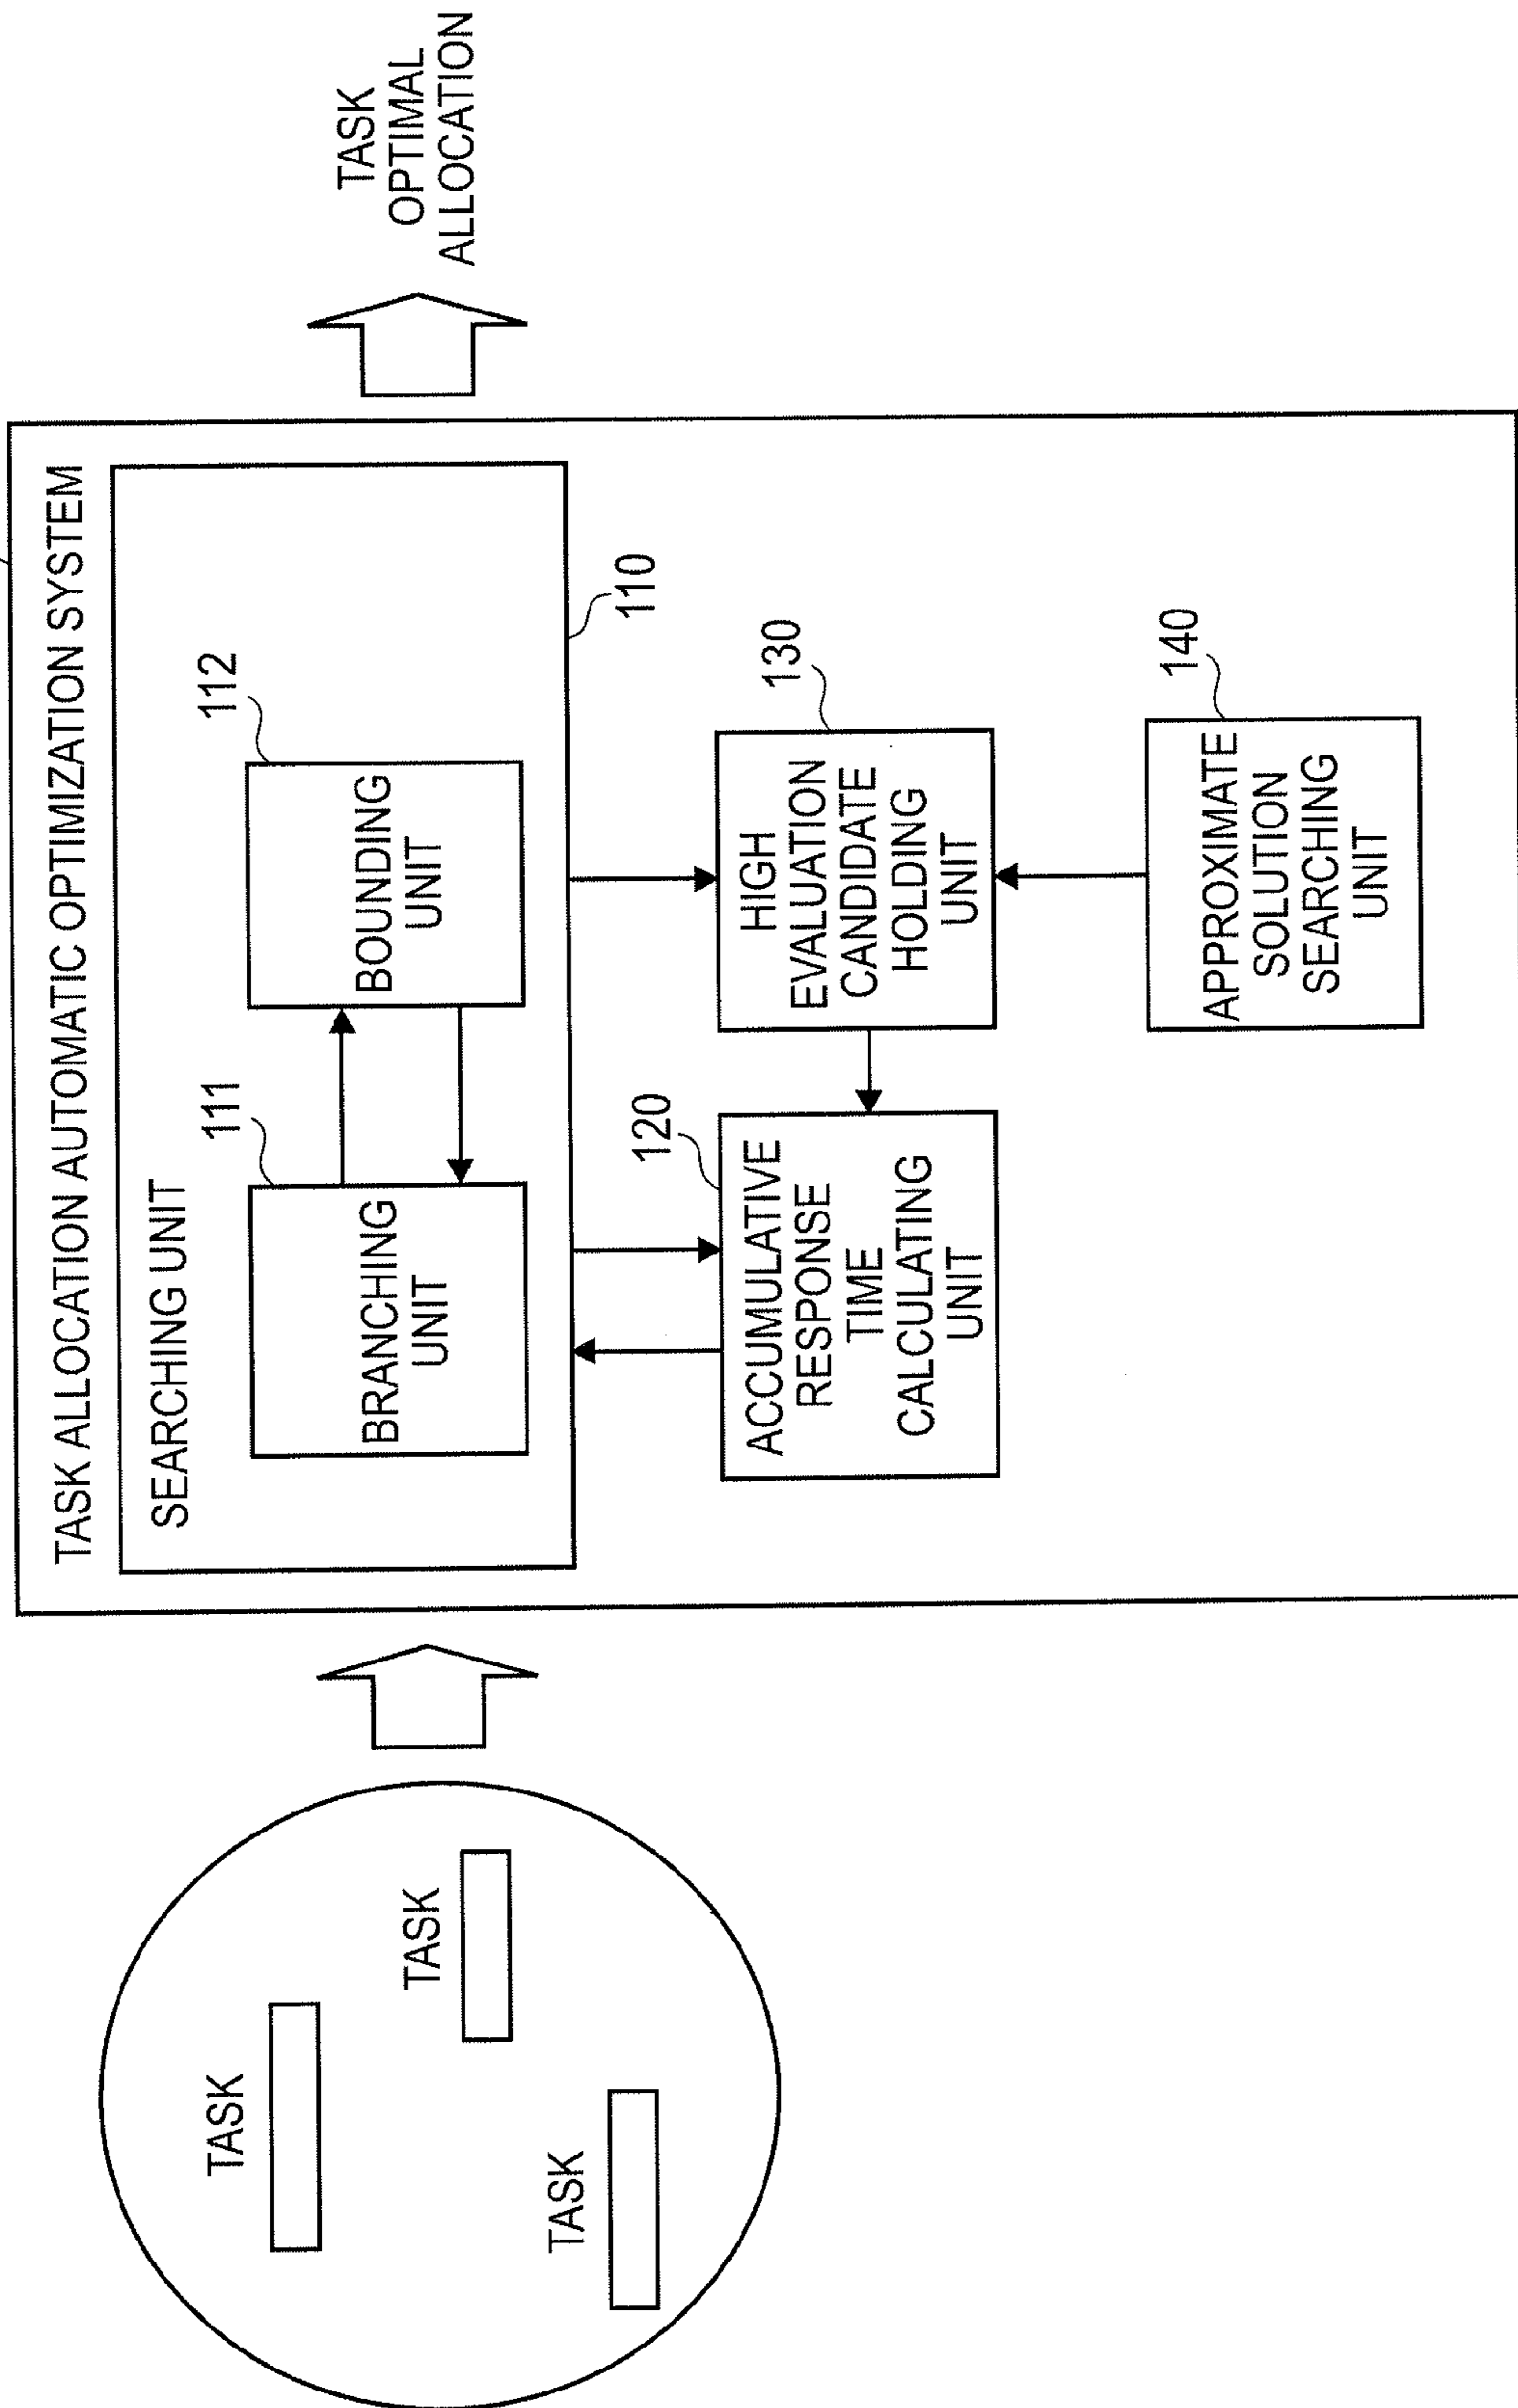 TASK
TASK
TASK
TASK ALLOCATION AUTOMATIC OPTIMIZATION SYSTEM
SEARCHING UNIT
111
BRANCHING
UNIT
112
BOUNDING
UNIT
110
120
ACCUMULATIVE
RESPONSE
TIME
CALCULATING
UNIT
130
HIGH
EVALUATION
CANDIDATE
HOLDING
UNIT
140
APPROXIMATE
SOLUTION
SEARCHING
UNIT
TASK
OPTIMAL
ALLOCATION